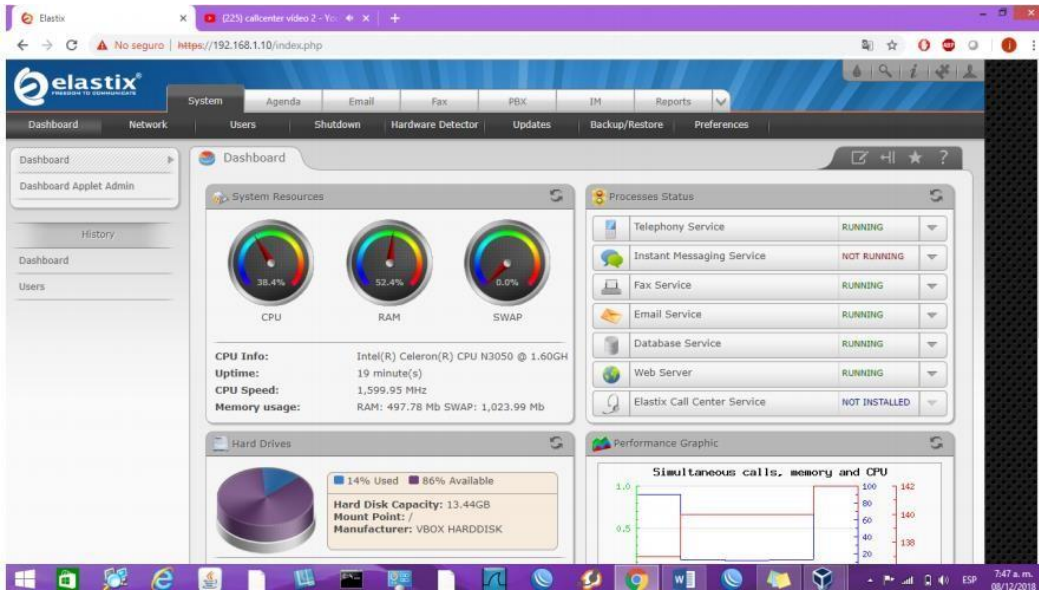 Elastix
(225) callcenter video 2 - Yo
No seguro | https://192.168.1.10/index.php
ABP
elastix®
FREEDOM TO COMMUNICATE
System Agenda Email Fax PBX IM Reports
Dashboard Network Users Shutdown Hardware Detector Updates Backup/Restore Preferences
Dashboard
Dashboard Applet Admin
History
Dashboard
Users
Dashboard
System Resources
38.4% 52.4% 0.0%
CPU RAM SWAP
CPU Info: Intel(R) Celeron(R) CPU N3050 @ 1.60GH
Uptime: 19 minute(s)
CPU Speed: 1,599.95 MHz
Memory usage: RAM: 497.78 Mb SWAP: 1,023.99 Mb
Processes Status
Telephony Service RUNNING
Instant Messaging Service NOT RUNNING
Fax Service RUNNING
Email Service RUNNING
Database Service RUNNING
Web Server RUNNING
Elastix Call Center Service NOT INSTALLED
Hard Drives
14% Used 86% Available
Hard Disk Capacity: 13.44GB
Mount Point: /
Manufacturer: VBOX HARDDISK
Performance Graphic
Simultaneous calls, memory and CPU
1.0 100 142
80
140
60
0.5
40 138
20
ESP
7:47 a. m.
08/12/2018